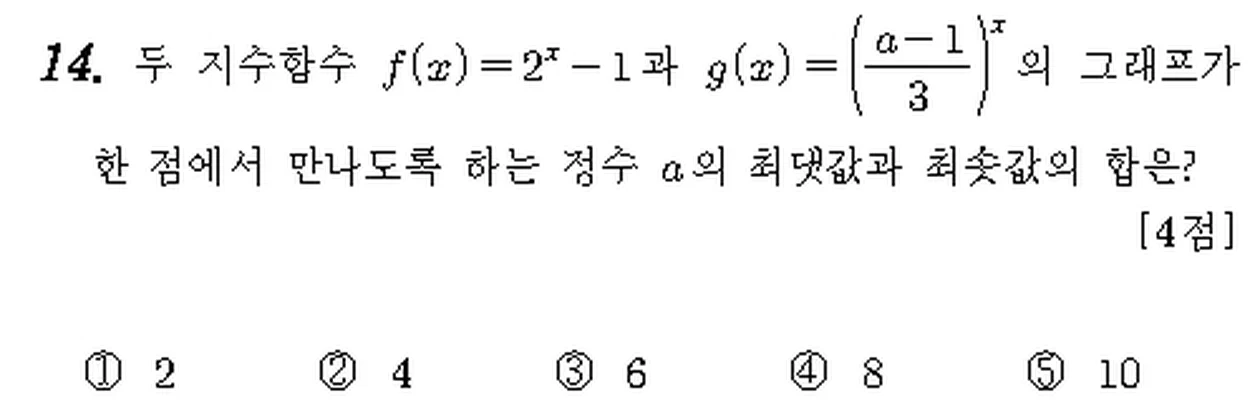 14. 두 지수함수 f(x)=2^x-1과 g(x)=((a-1)/3)^x의 그래프가
한 점에서 만나도록 하는 정수 a의 최댓값과 최솟값의 합은?
[4점]
① 2 ② 4 ③ 6 ④ 8 ⑤ 10